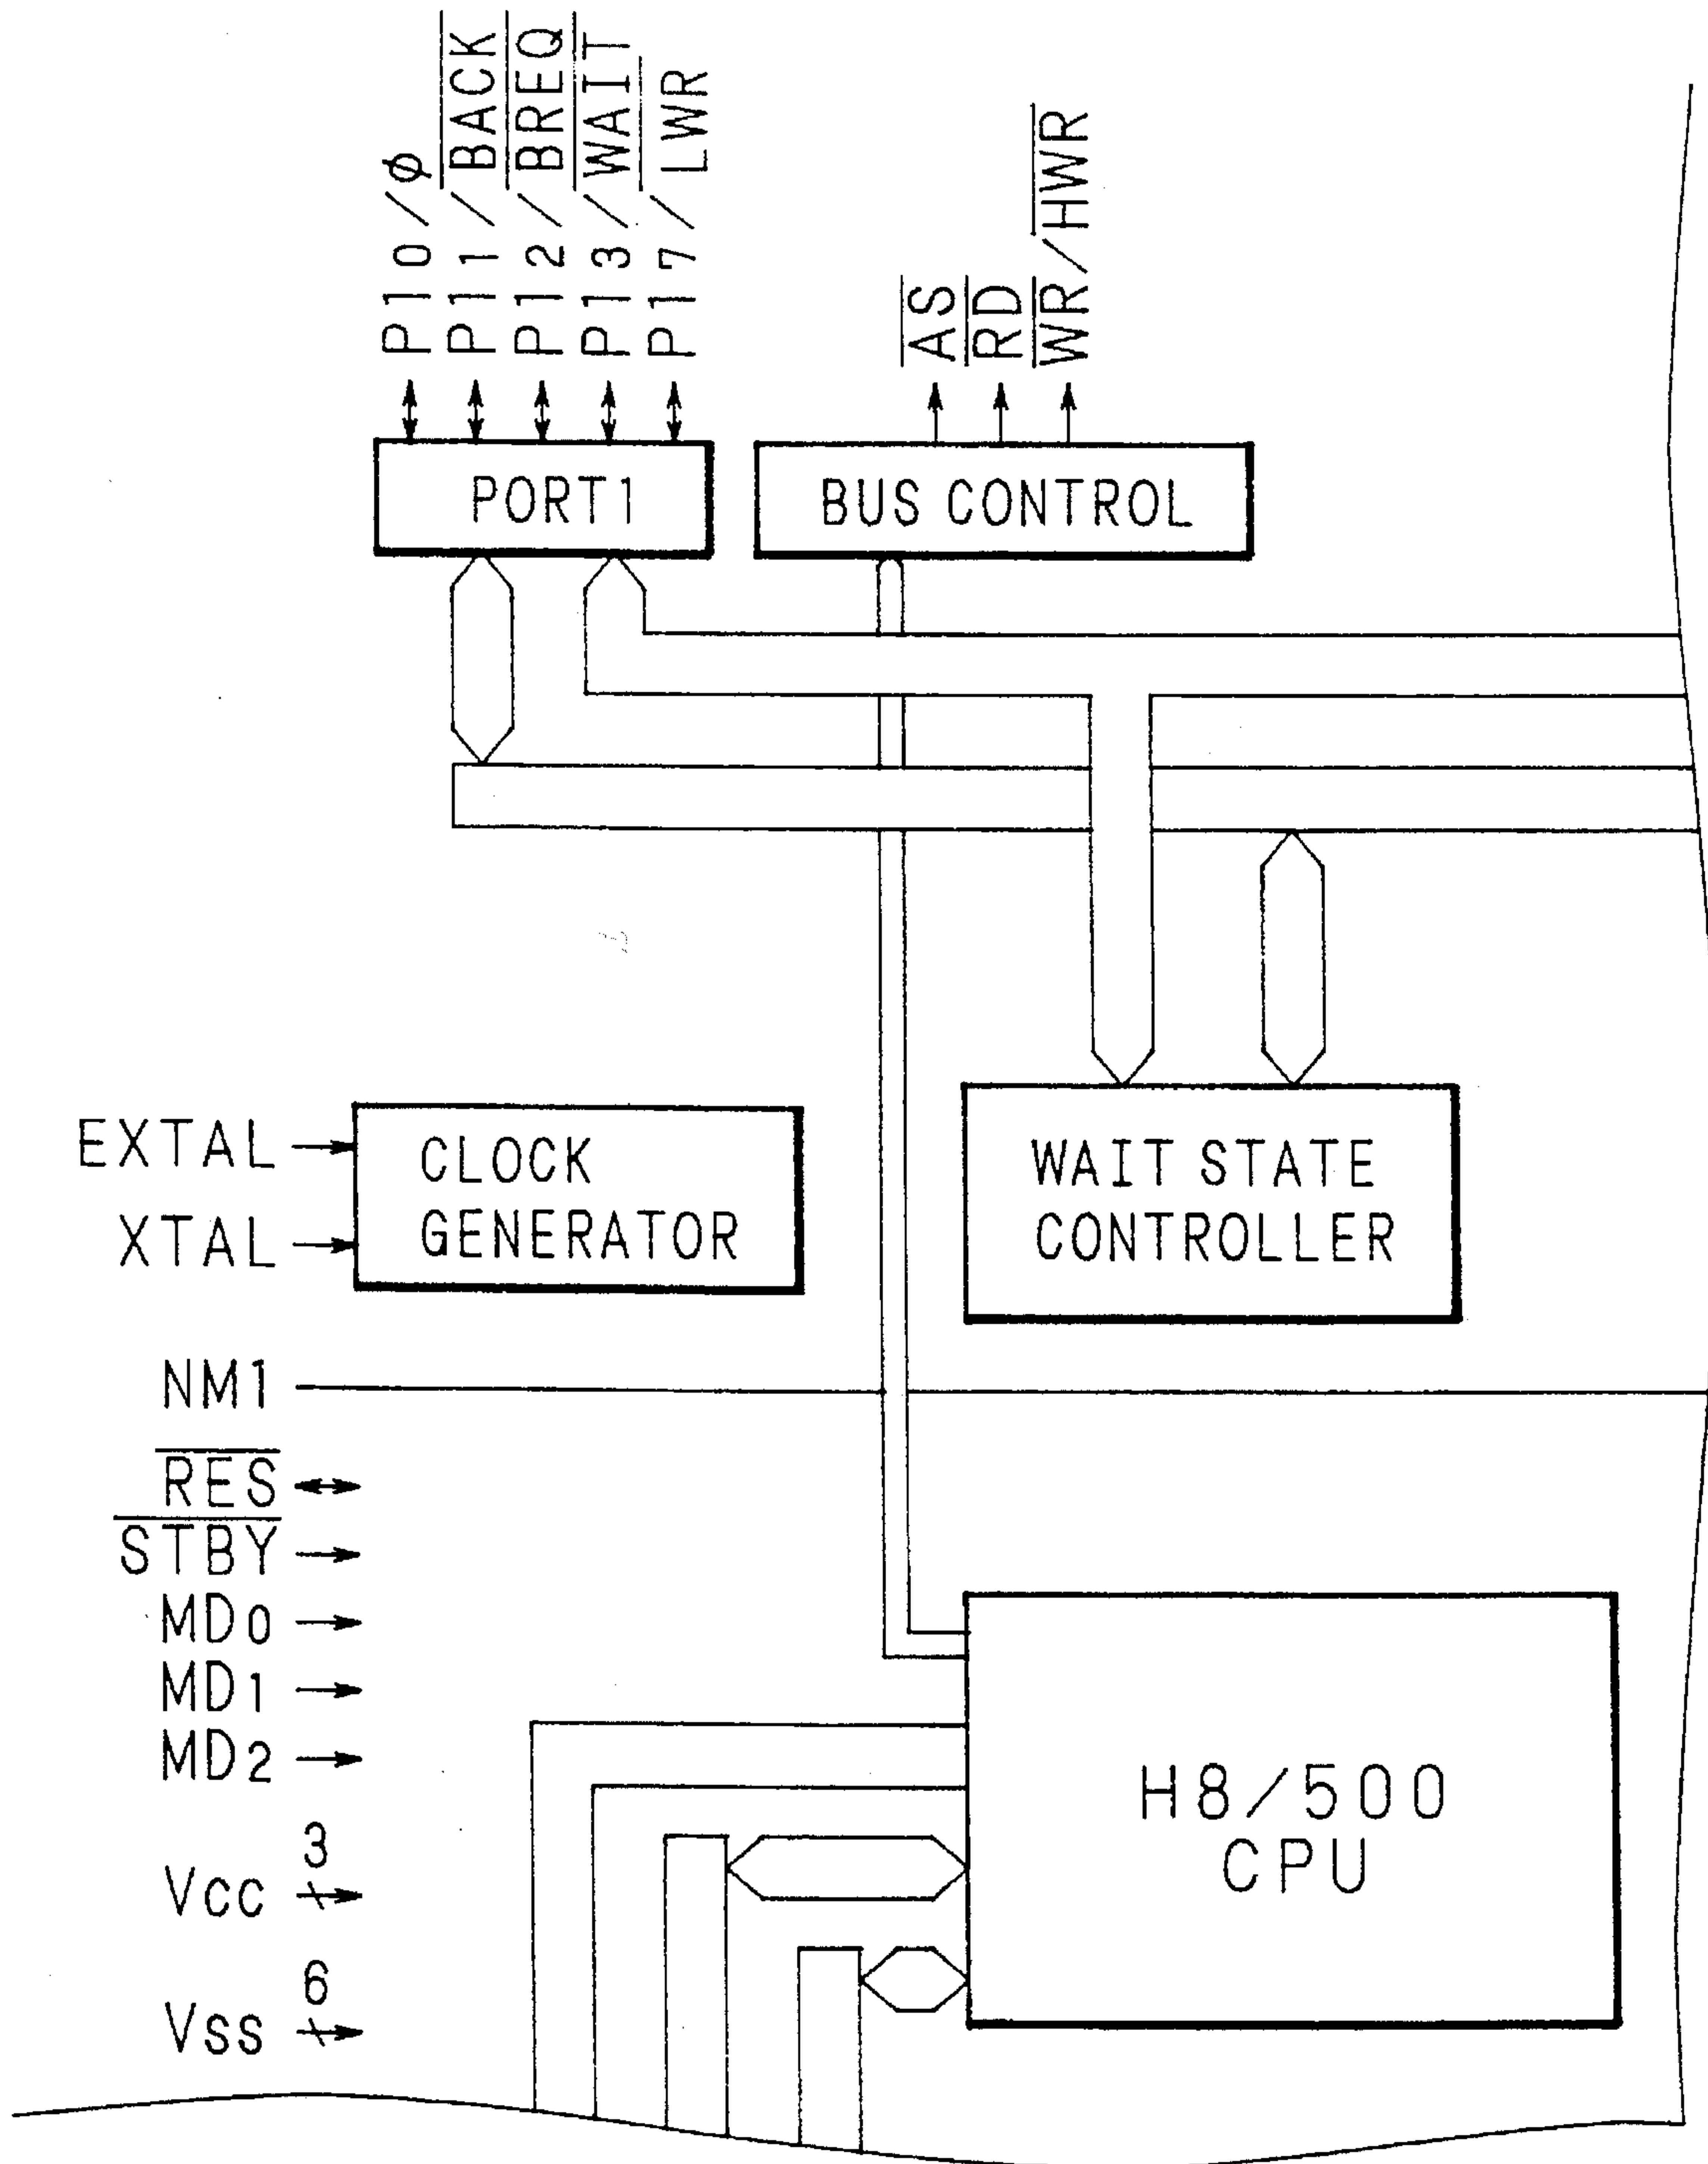 P10/φ
P11/BACK
P12/BREQ
P13/WAIT
P17/LWR
AS
RD
WR/HWR
PORT1
BUS CONTROL
EXTAL
XTAL
CLOCK
GENERATOR
WAIT STATE
CONTROLLER
NM1
RES
STBY
MD0
MD1
MD2
3
Vcc
6
Vss
H8/500
CPU